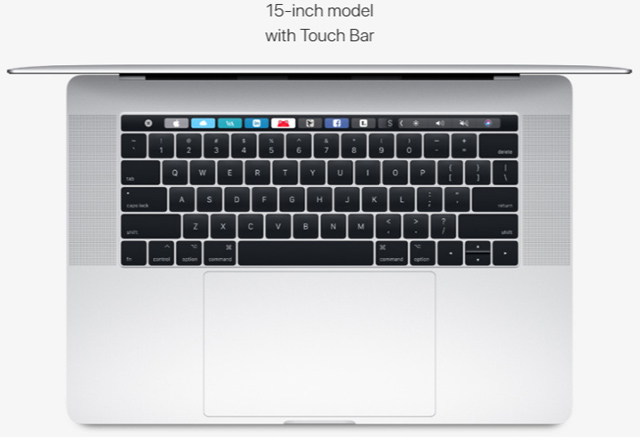 15-inch model
with Touch Bar
in
f
S
~ ! @ # $ % ^ & * ( ) _ +
` 1 2 3 4 5 6 7 8 9 0 - = delete
tab Q W E R T Y U I O P { [ } ] | \
caps lock A S D F G H J K L : ; " ' return
shift Z X C V B N M < , > . ? / shift
fn control option command command option